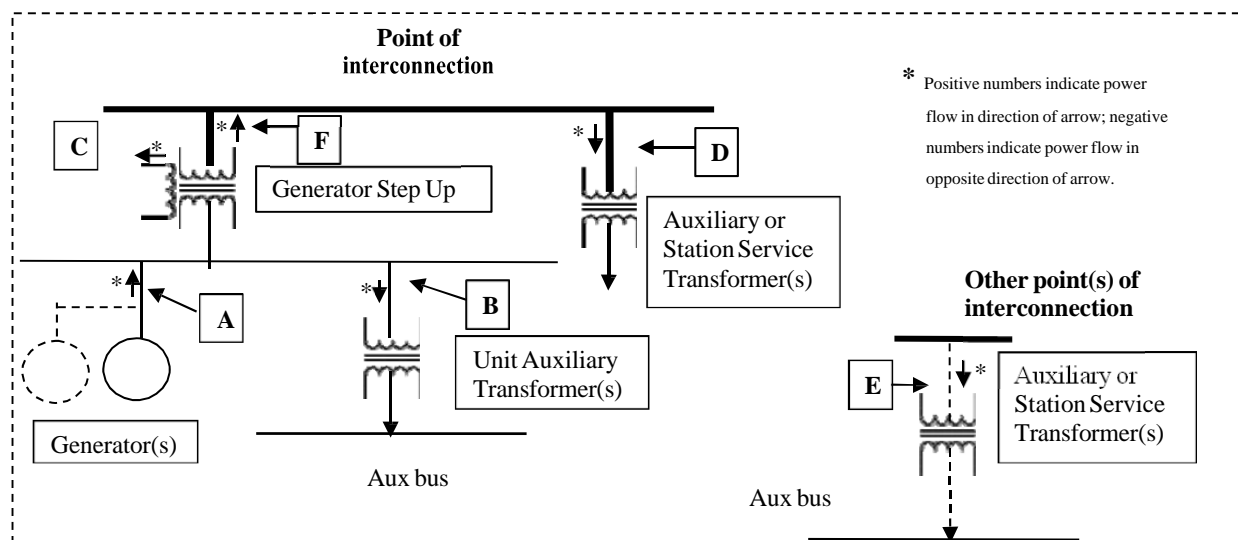 Point of
interconnection
* Positive numbers indicate power
flow in direction of arrow; negative
numbers indicate power flow in
opposite direction of arrow.
C
*
*
F
*
D
Generator Step Up
Auxiliary or
Station Service
Transformer(s)
*
A
*
B
Other point(s) of
interconnection
Unit Auxiliary
Transformer(s)
E
*
Auxiliary or
Station Service
Transformer(s)
Generator(s)
Aux bus
Aux bus